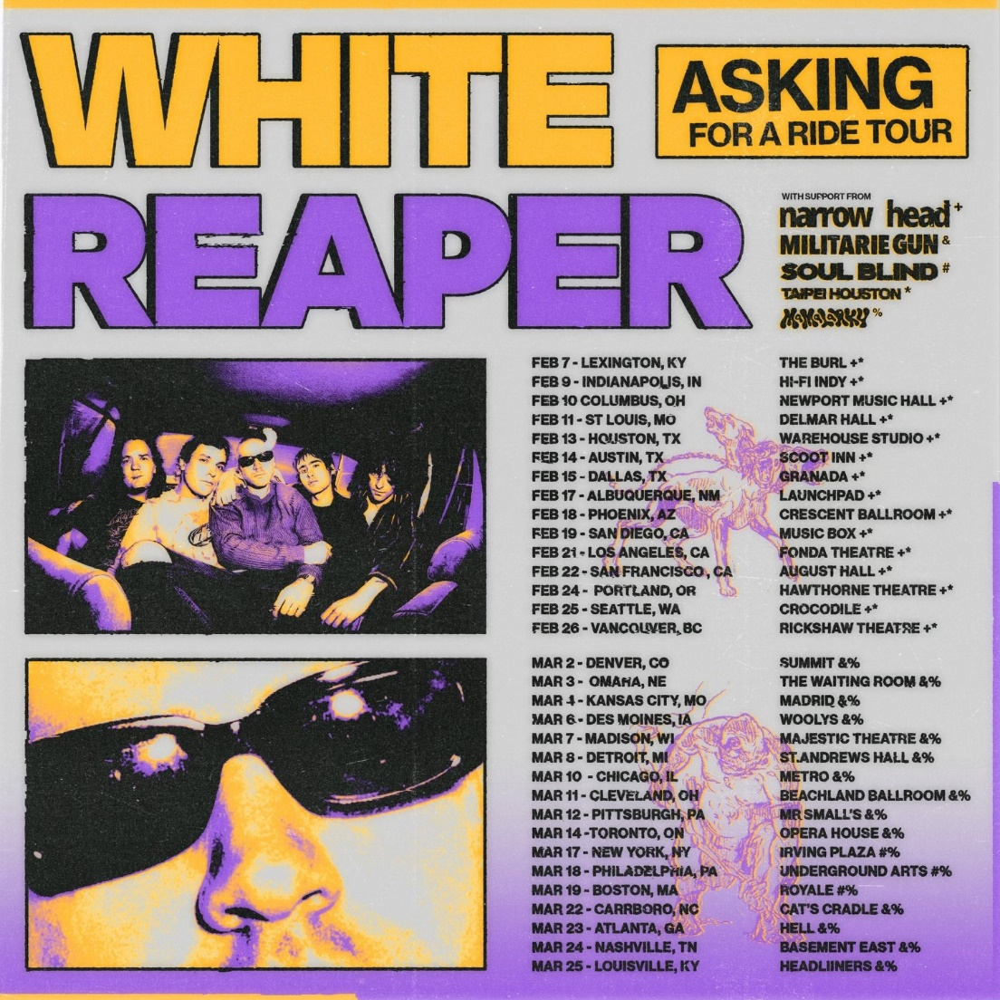 WHITE
REAPER
ASKING
FOR A RIDE TOUR
WITH SUPPORT FROM
narrow head +
MILITARIE GUN &
SOUL BLIND #
TAIPEI HOUSTON *
MAMALARKY %
FEB 7 - LEXINGTON, KY THE BURL +*
FEB 9 - INDIANAPOLIS, IN HI-FI INDY +*
FEB 10 COLUMBUS, OH NEWPORT MUSIC HALL +*
FEB 11 - ST LOUIS, MO DELMAR HALL +*
FEB 13 - HOUSTON, TX WAREHOUSE STUDIO +*
FEB 14 - AUSTIN, TX SCOOT INN +*
FEB 15 - DALLAS, TX GRANADA +*
FEB 17 - ALBUQUERQUE, NM LAUNCHPAD +*
FEB 18 - PHOENIX, AZ CRESCENT BALLROOM +*
FEB 19 - SAN DIEGO, CA MUSIC BOX +*
FEB 21 - LOS ANGELES, CA FONDA THEATRE +*
FEB 22 - SAN FRANCISCO , CA AUGUST HALL +*
FEB 24 - PORTLAND, OR HAWTHORNE THEATRE +*
FEB 25 - SEATTLE, WA CROCODILE +*
FEB 26 - VANCOUVER, BC RICKSHAW THEATRE +*
MAR 2 - DENVER, CO SUMMIT &%
MAR 3 - OMAHA, NE THE WAITING ROOM &%
MAR 4 - KANSAS CITY, MO MADRID &%
MAR 6 - DES MOINES, IA WOOLYS &%
MAR 7 - MADISON, WI MAJESTIC THEATRE &%
MAR 8 - DETROIT, MI ST.ANDREWS HALL &%
MAR 10 - CHICAGO, IL METRO &%
MAR 11 - CLEVELAND, OH BEACHLAND BALLROOM &%
MAR 12 - PITTSBURGH, PA MR SMALL'S &%
MAR 14 -TORONTO, ON OPERA HOUSE &%
MAR 17 - NEW YORK, NY IRVING PLAZA #%
MAR 18 - PHILADELPHIA, PA UNDERGROUND ARTS #%
MAR 19 - BOSTON, MA ROYALE #%
MAR 22 - CARRBORO, NC CAT'S CRADLE &%
MAR 23 - ATLANTA, GA HELL &%
MAR 24 - NASHVILLE, TN BASEMENT EAST &%
MAR 25 - LOUISVILLE, KY HEADLIINERS &%